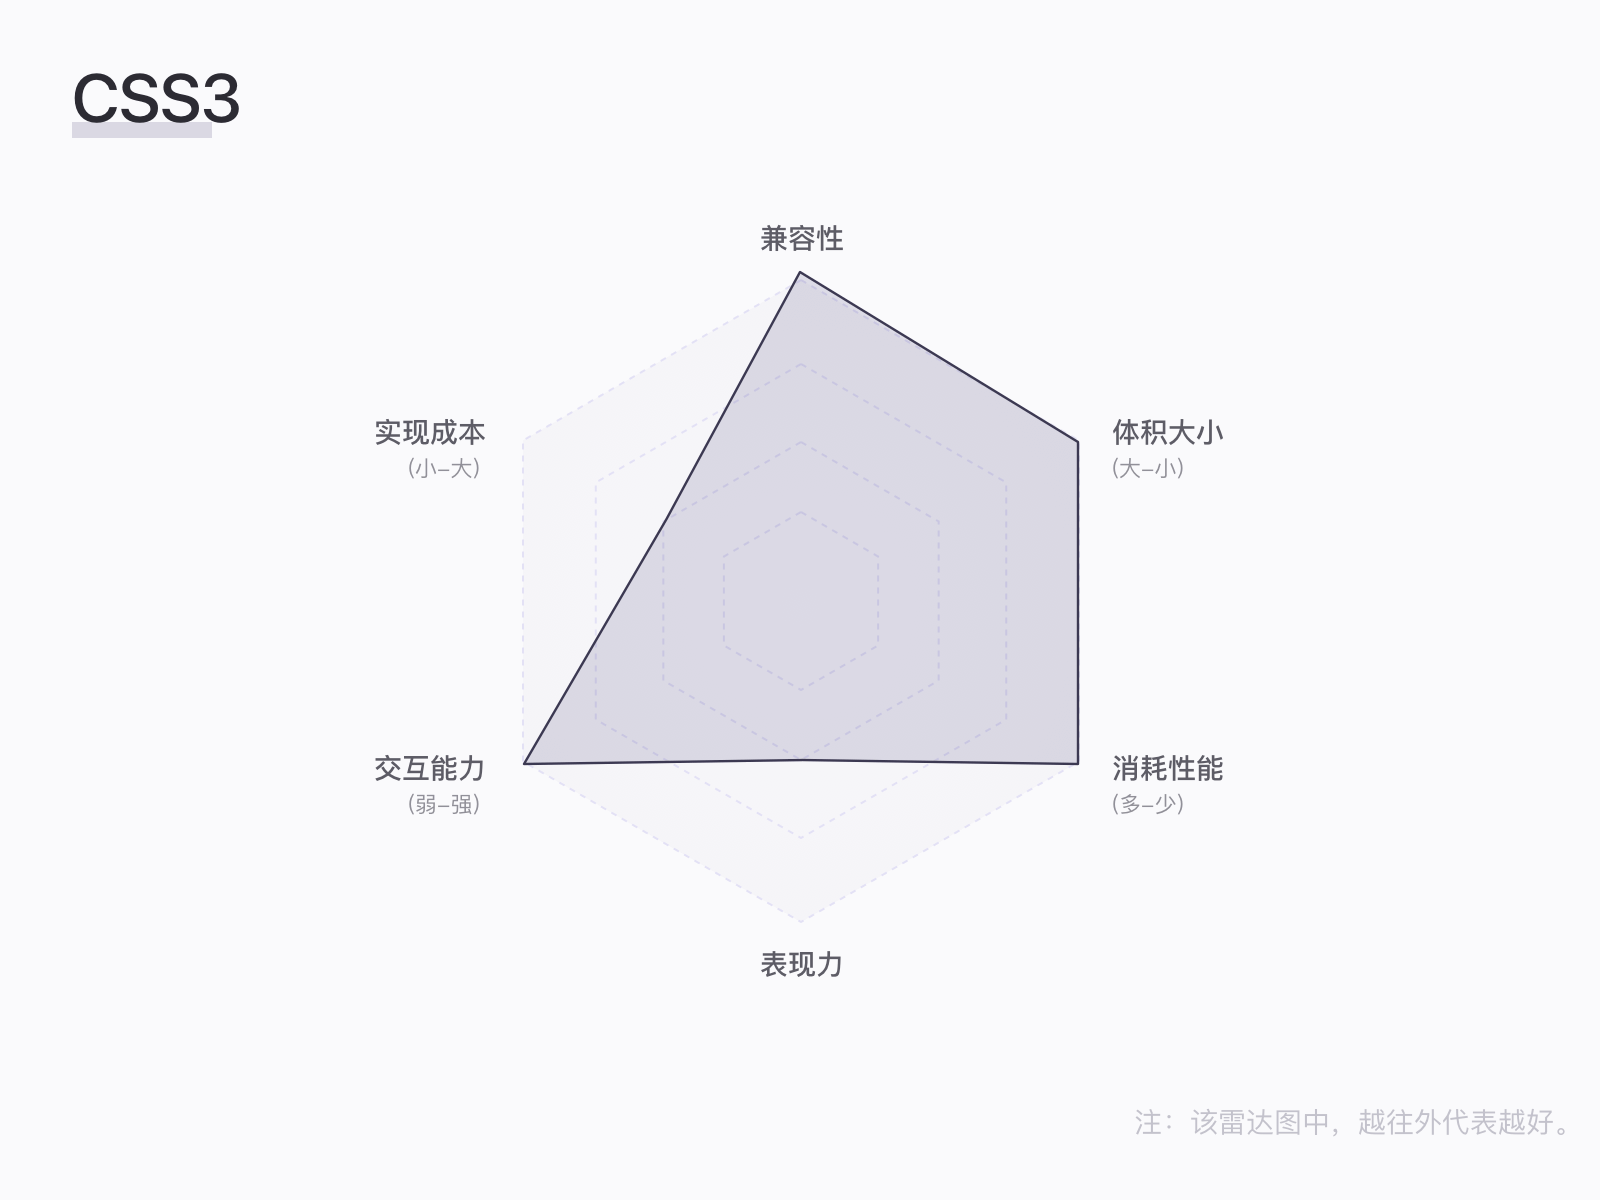 CSS3
兼容性
实现成本
（小–大）
体积大小
（大–小）
交互能力
（弱–强）
消耗性能
（多–少）
表现力
注：该雷达图中，越往外代表越好。